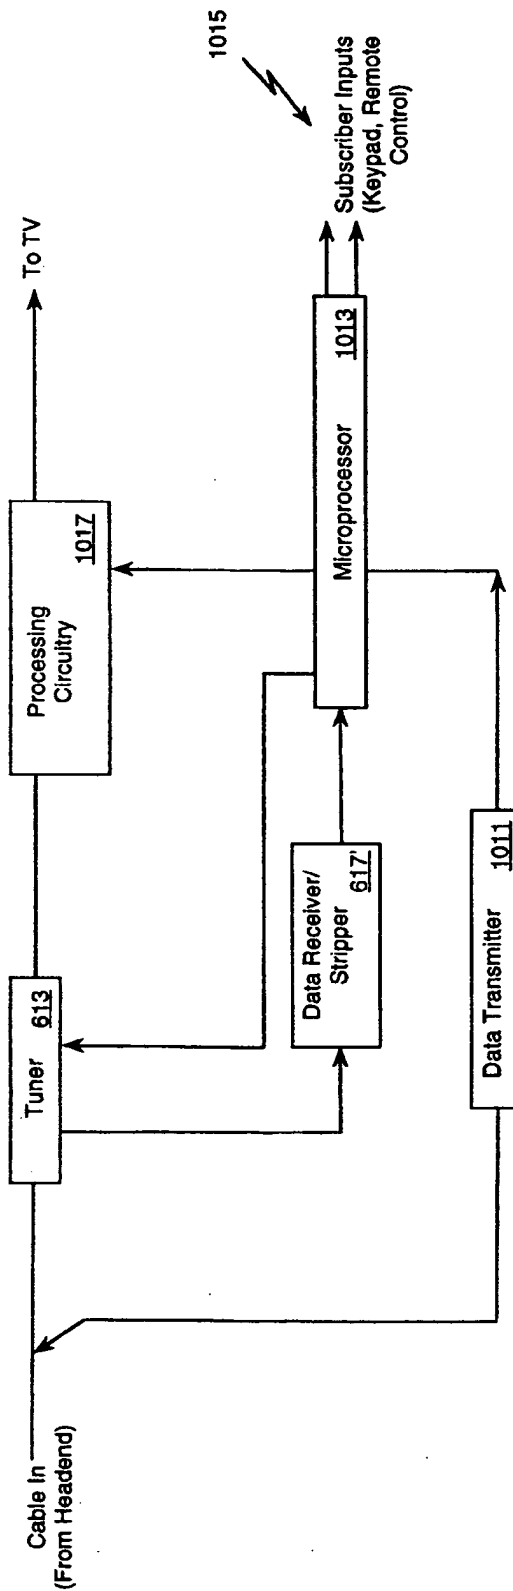 Cable In
(From Headend)
Tuner
613
Processing
Circuitry
1017
To TV
Data Receiver/
Stripper
617'
Microprocessor
1013
Subscriber Inputs
(Keypad, Remote
Control)
1015
Data Transmitter
1011